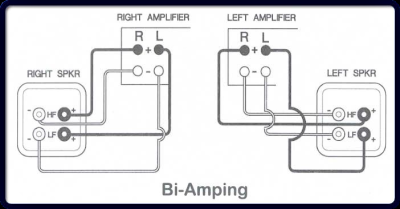 RIGHT AMPLIFIER LEFT AMPLIFIER
R L R L
+ +
- -
RIGHT SPKR LEFT SPKR
- HF + - HF +
- LF + - LF +
Bi-Amping